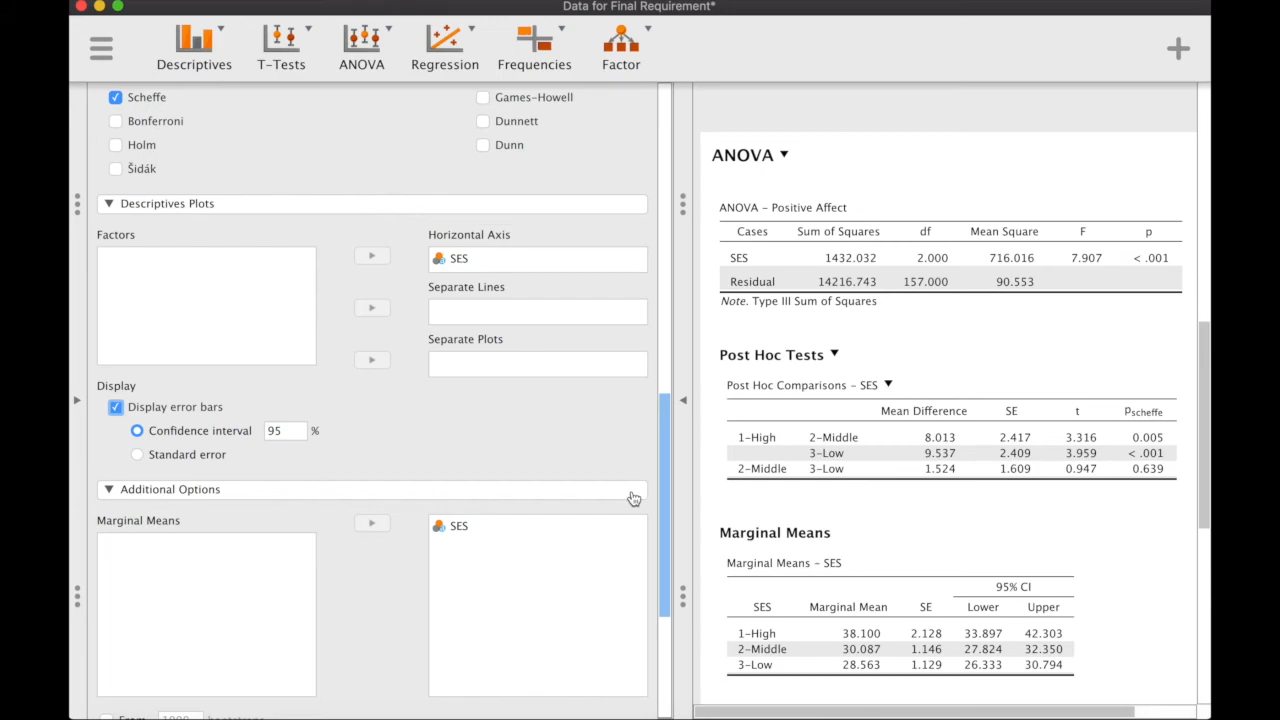 Data for Final Requirement*
Descriptives T-Tests ANOVA Regression Frequencies Factor
Scheffe Games-Howell
Bonferroni Dunnett
Holm Dunn
Šidák
Descriptives Plots
Factors Horizontal Axis
SES
Separate Lines
Separate Plots
Display
Display error bars
Confidence interval 95 %
Standard error
Additional Options
Marginal Means
SES
ANOVA
ANOVA - Positive Affect
Cases Sum of Squares df Mean Square F p
SES 1432.032 2.000 716.016 7.907 < .001
Residual 14216.743 157.000 90.553
Note. Type III Sum of Squares
Post Hoc Tests
Post Hoc Comparisons - SES
Mean Difference SE t pscheffe
1-High 2-Middle 8.013 2.417 3.316 0.005
3-Low 9.537 2.409 3.959 < .001
2-Middle 3-Low 1.524 1.609 0.947 0.639
Marginal Means
Marginal Means - SES
95% CI
SES Marginal Mean SE Lower Upper
1-High 38.100 2.128 33.897 42.303
2-Middle 30.087 1.146 27.824 32.350
3-Low 28.563 1.129 26.333 30.794